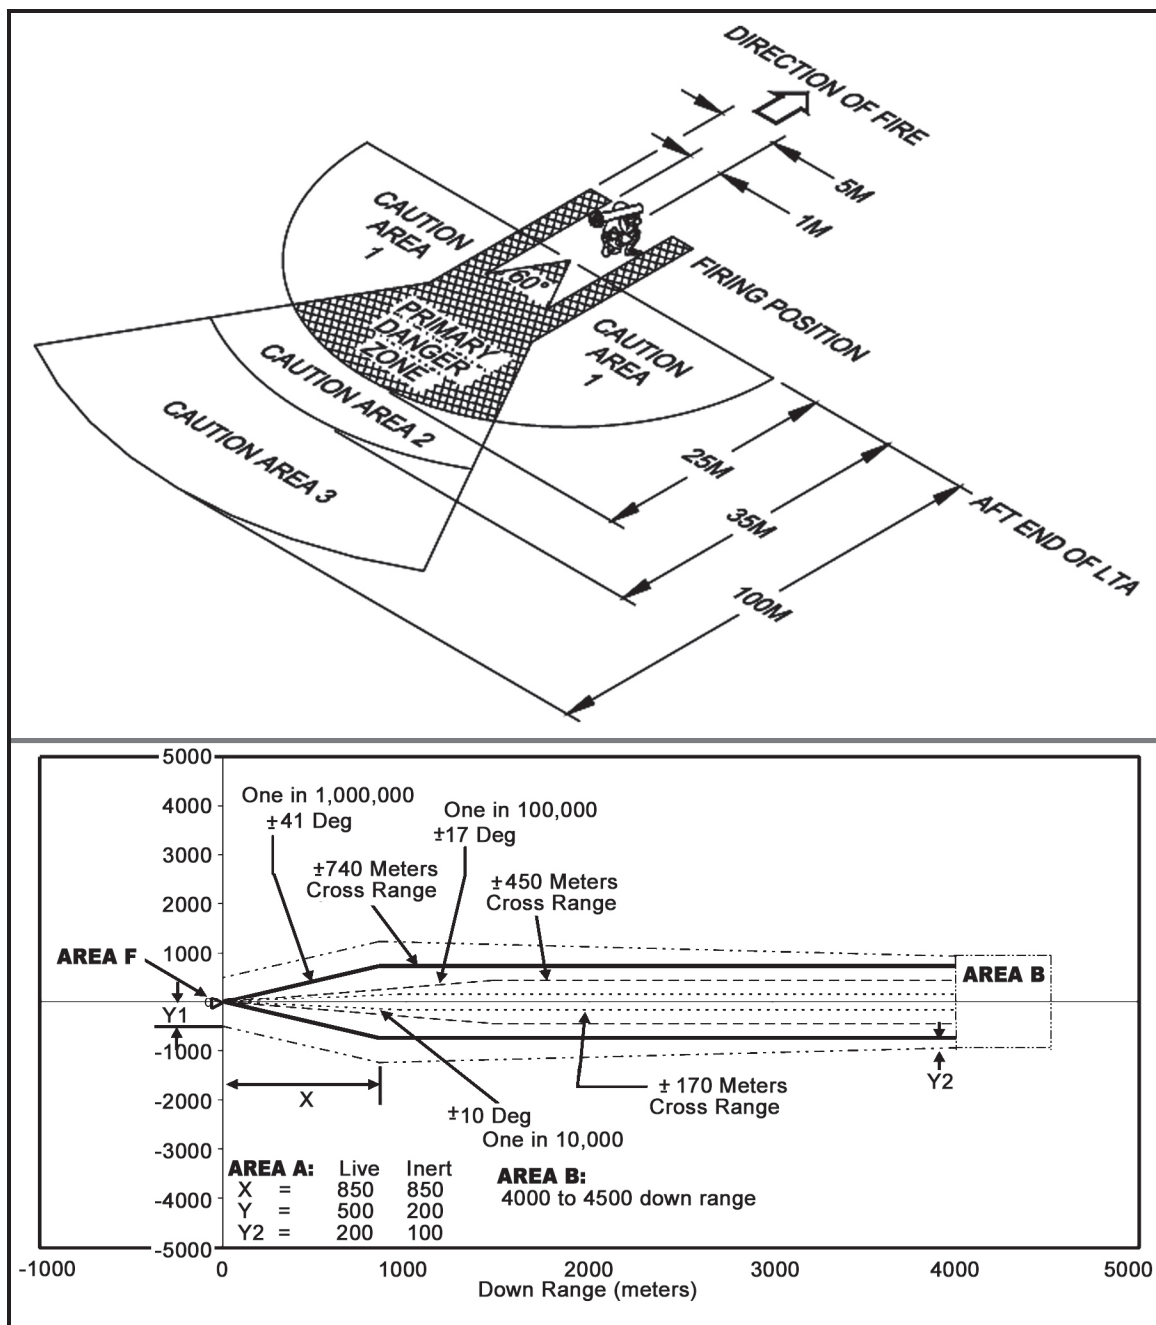 DIRECTION OF FIRE
5M
1M
CAUTION
AREA
1
60°
FIRING POSITION
PRIMARY
DANGER
ZONE
CAUTION
AREA
1
CAUTION AREA 2
CAUTION AREA 3
25M
35M
100M
AFT END OF LTA
5000
4000
3000
2000
1000
0
-1000
-2000
-3000
-4000
-5000
One in 1,000,000
±41 Deg
One in 100,000
±17 Deg
±740 Meters
Cross Range
±450 Meters
Cross Range
AREA F
AREA B
Y1
Y2
X
± 170 Meters
Cross Range
±10 Deg
One in 10,000
AREA A: Live Inert
X = 850 850
Y = 500 200
Y2 = 200 100
AREA B:
4000 to 4500 down range
-1000 0 1000 2000 3000 4000 5000
Down Range (meters)